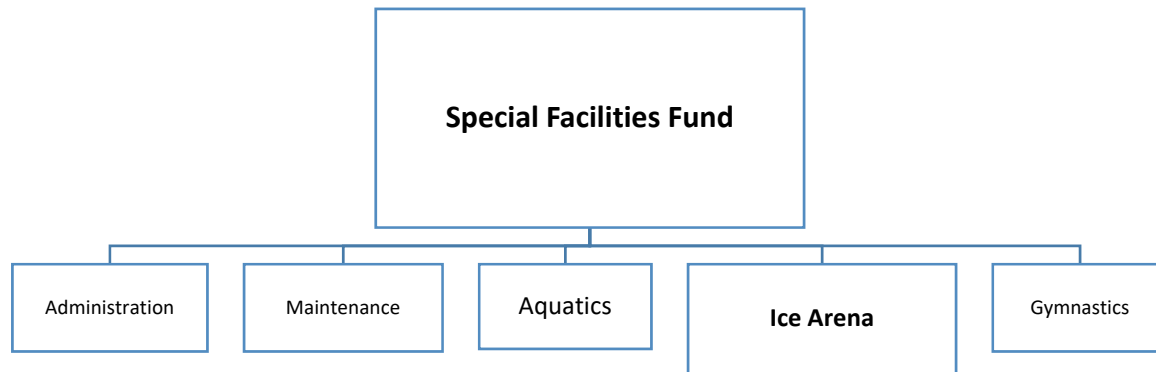 Special Facilities Fund
Administration
Maintenance
Aquatics
Ice Arena
Gymnastics